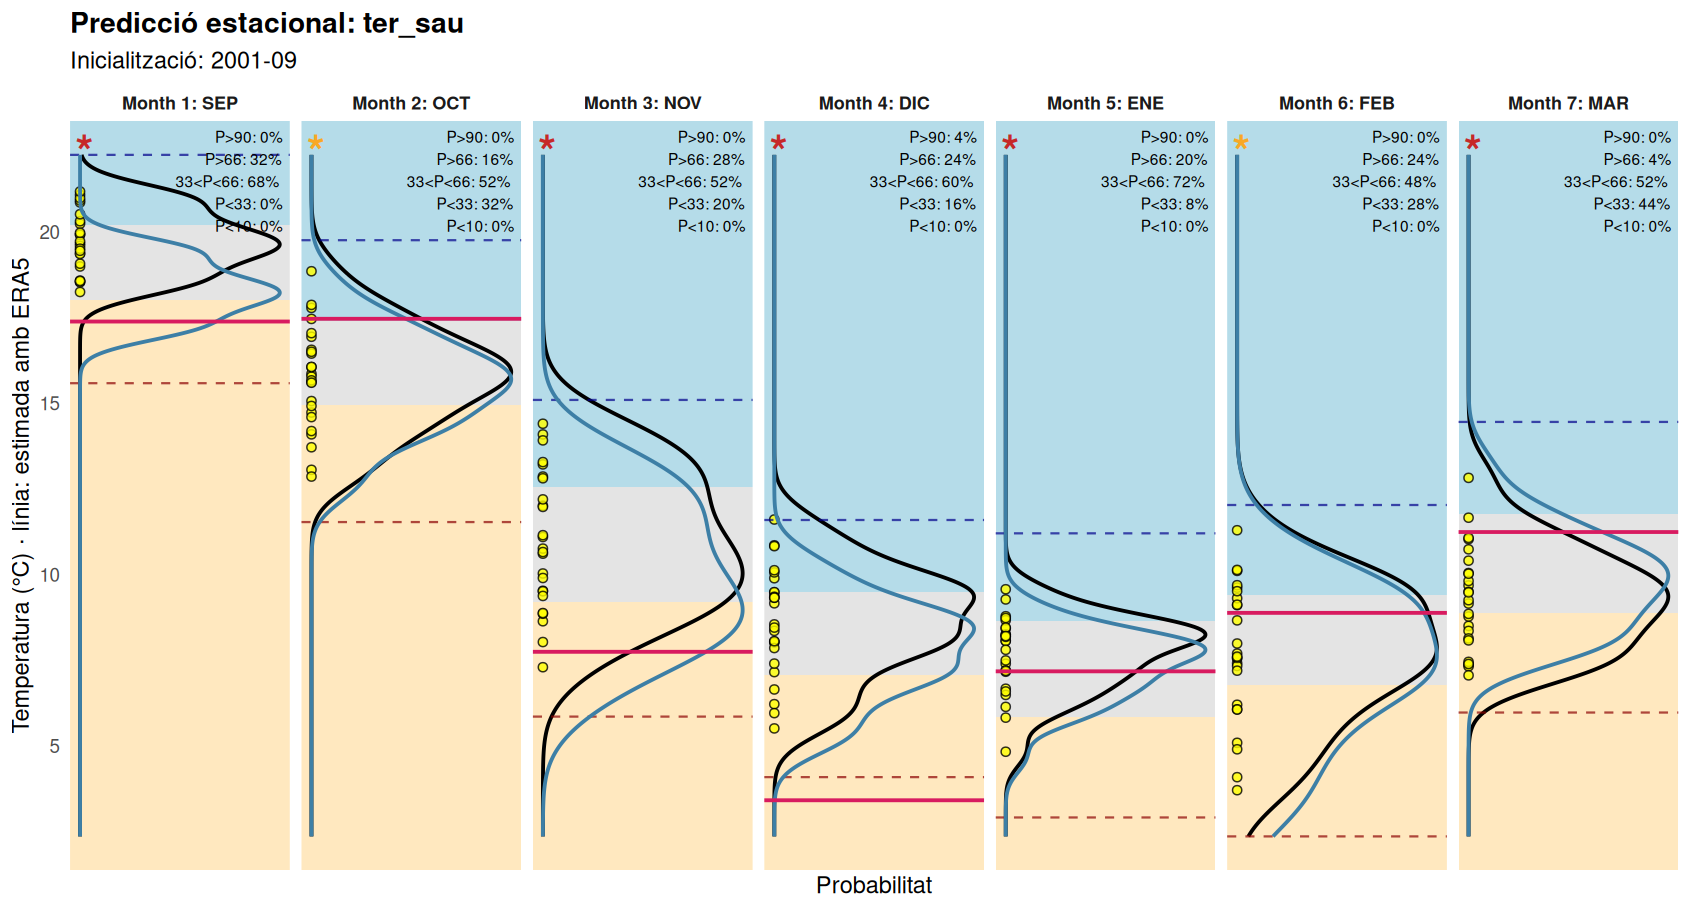 Predicció estacional: ter_sau
Inicialització: 2001-09
Month 1: SEP
Month 2: OCT
Month 3: NOV
Month 4: DIC
Month 5: ENE
Month 6: FEB
Month 7: MAR
*
P>90: 0%
P>66: 32%
33<P<66: 68%
P<33: 0%
P<10: 0%
*
P>90: 0%
P>66: 16%
33<P<66: 52%
P<33: 32%
P<10: 0%
*
P>90: 0%
P>66: 28%
33<P<66: 52%
P<33: 20%
P<10: 0%
*
P>90: 4%
P>66: 24%
33<P<66: 60%
P<33: 16%
P<10: 0%
*
P>90: 0%
P>66: 20%
33<P<66: 72%
P<33: 8%
P<10: 0%
*
P>90: 0%
P>66: 24%
33<P<66: 48%
P<33: 28%
P<10: 0%
*
P>90: 0%
P>66: 4%
33<P<66: 52%
P<33: 44%
P<10: 0%
20
15
10
5
Temperatura (°C) · línia: estimada amb ERA5
Probabilitat